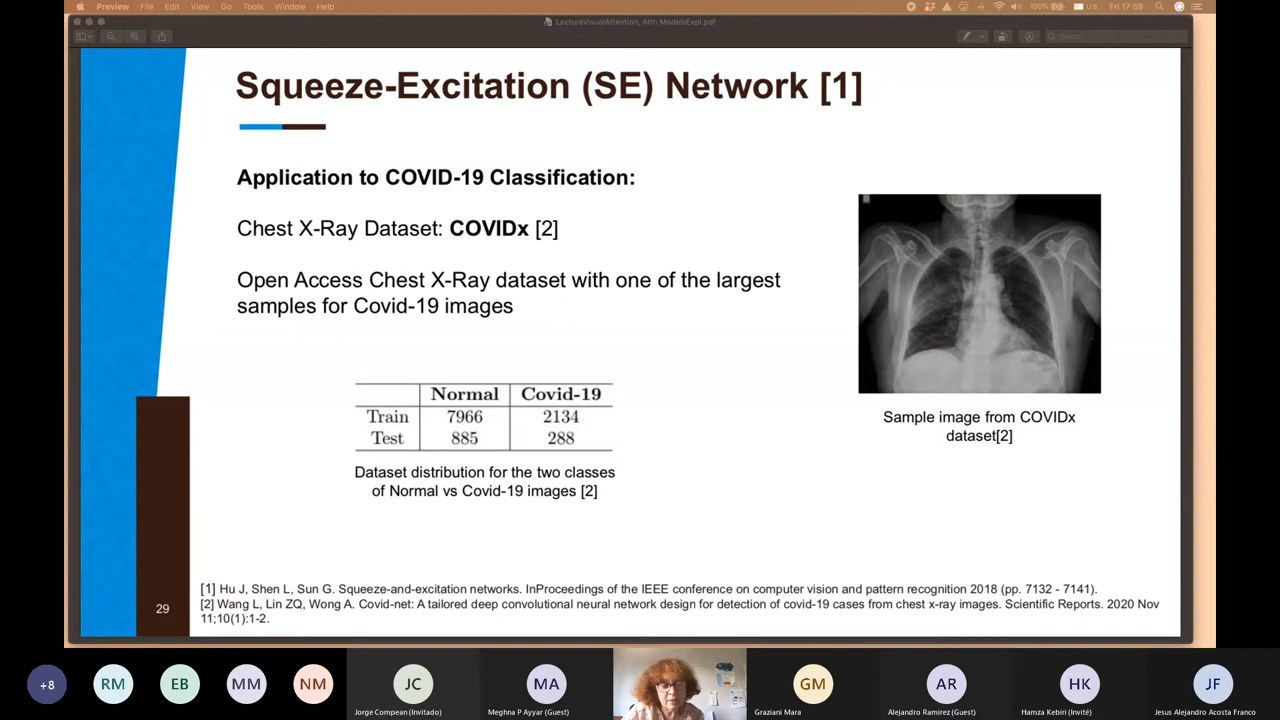 Preview File Edit View Go Tools Window Help 100% U.S. Fri 17:59
LectureVisualAttention, Attn ModelsExpl.pdf
Search
Squeeze-Excitation (SE) Network [1]
Application to COVID-19 Classification:
Chest X-Ray Dataset: COVIDx [2]
Open Access Chest X-Ray dataset with one of the largest
samples for Covid-19 images
Normal Covid-19
Train 7966 2134
Test 885 288
Dataset distribution for the two classes
of Normal vs Covid-19 images [2]
Sample image from COVIDx
dataset[2]
[1] Hu J, Shen L, Sun G. Squeeze-and-excitation networks. InProceedings of the IEEE conference on computer vision and pattern recognition 2018 (pp. 7132 - 7141).
[2] Wang L, Lin ZQ, Wong A. Covid-net: A tailored deep convolutional neural network design for detection of covid-19 cases from chest x-ray images. Scientific Reports. 2020 Nov
11;10(1):1-2.
29
+8 RM EB MM NM JC MA GM AR HK JF
Jorge Compean (Invitado) Meghna P Ayyar (Guest) Graziani Mara Alejandro Ramirez (Guest) Hamza Kebiri (Invité) Jesus Alejandro Acosta Franco